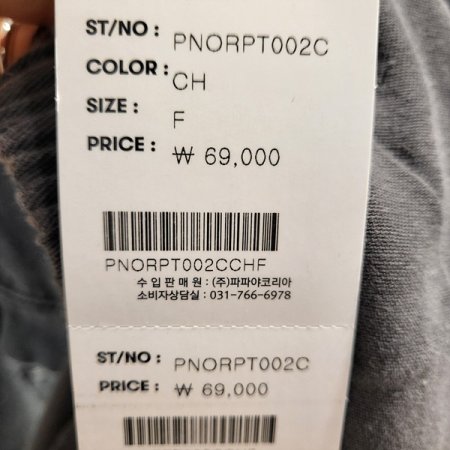 ST/NO : PNORPT002C
COLOR : CH
SIZE : F
PRICE : ₩ 69,000
PNORPT002CCHF
수 입 판 매 원 : (주)파파야코리아
소비자상담실 : 031-766-6978
ST/NO : PNORPT002C
PRICE : ₩ 69,000